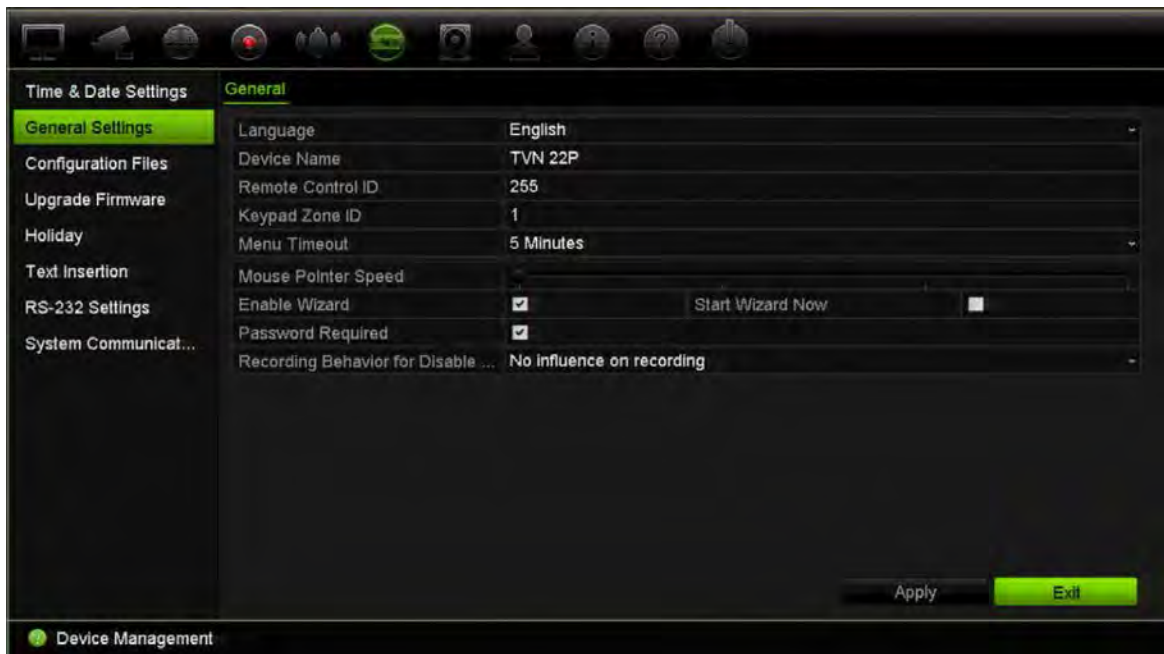 Time & Date Settings
General
General Settings
Language English
Configuration Files
Device Name TVN 22P
Upgrade Firmware
Remote Control ID 255
Keypad Zone ID 1
Holiday
Menu Timeout 5 Minutes
Text Insertion
Mouse Pointer Speed
RS-232 Settings
Enable Wizard Start Wizard Now
Password Required
System Communicat...
Recording Behavior for Disable ... No influence on recording
Apply Exit
Device Management